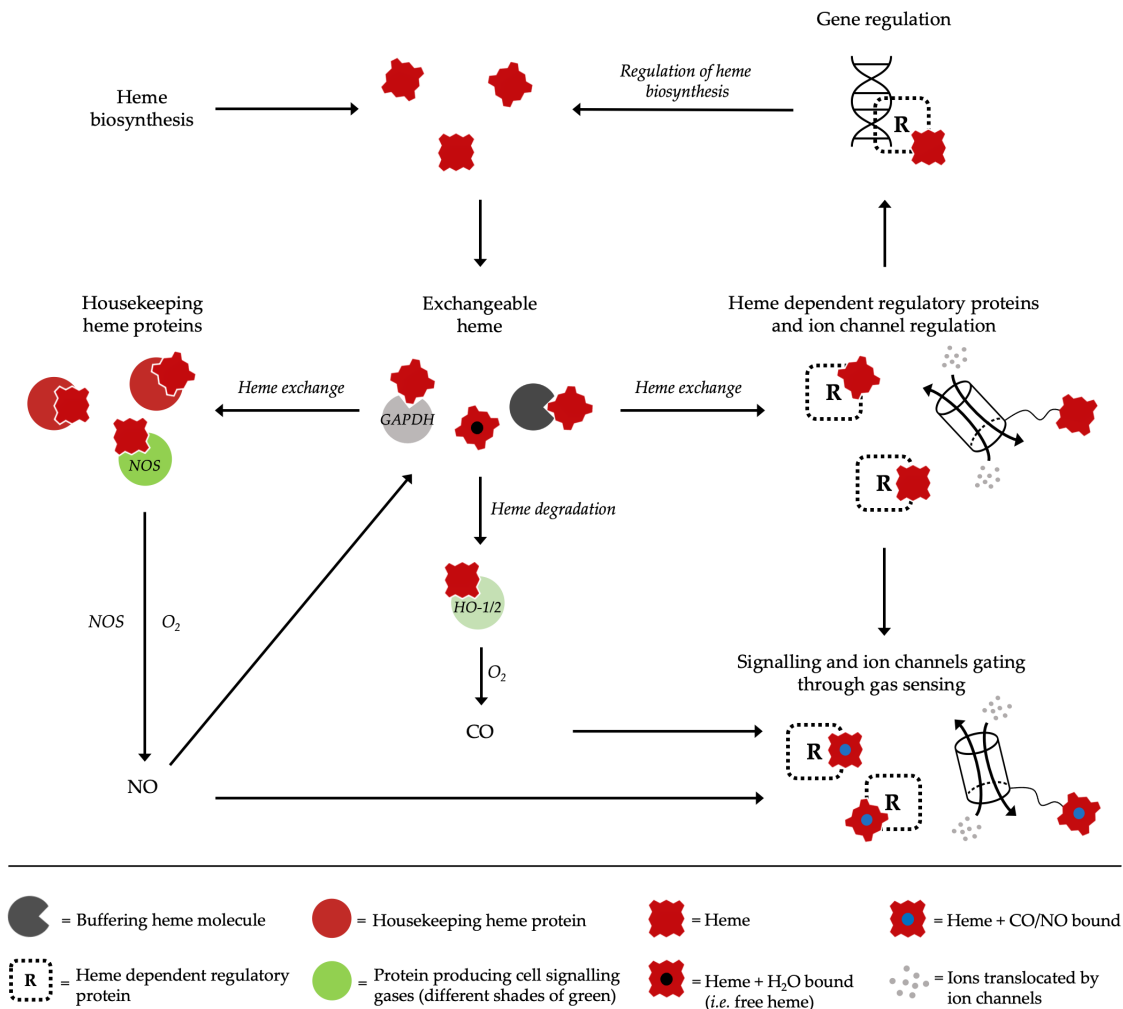 Gene regulation
Heme
biosynthesis
Regulation of heme
biosynthesis
R
Housekeeping
heme proteins
Exchangeable
heme
Heme dependent regulatory proteins
and ion channel regulation
NOS
Heme exchange
GAPDH
Heme exchange
R
R
Heme degradation
HO-1/2
NOS
O₂
O₂
CO
NO
Signalling and ion channels gating
through gas sensing
R
R
= Buffering heme molecule
= Housekeeping heme protein
= Heme
= Heme + CO/NO bound
R
= Heme dependent regulatory
protein
= Protein producing cell signalling
gases (different shades of green)
= Heme + H₂O bound
(i.e. free heme)
= Ions translocated by
ion channels